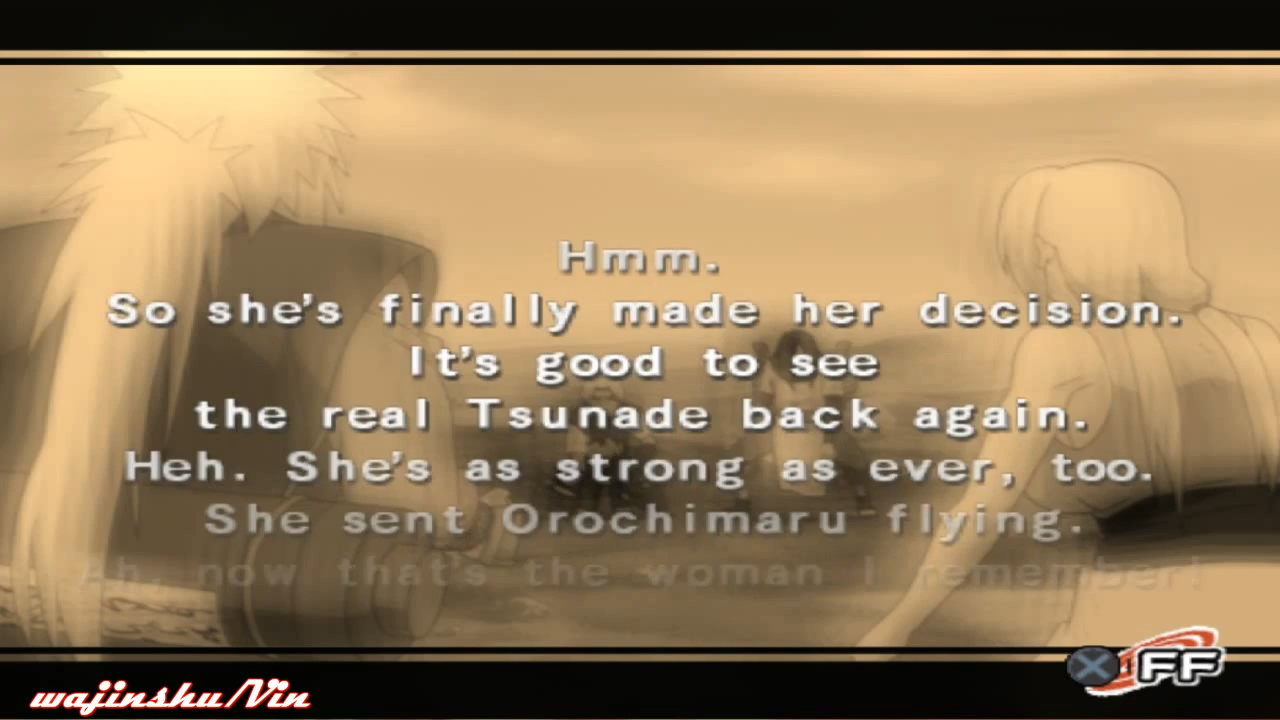 Hmm.
So she's finally made her decision.
It's good to see
the real Tsunade back again.
Heh. She's as strong as ever, too.
She sent Orochimaru flying.
Ah, now that's the woman I remember!
FF
wajinshu/Vin